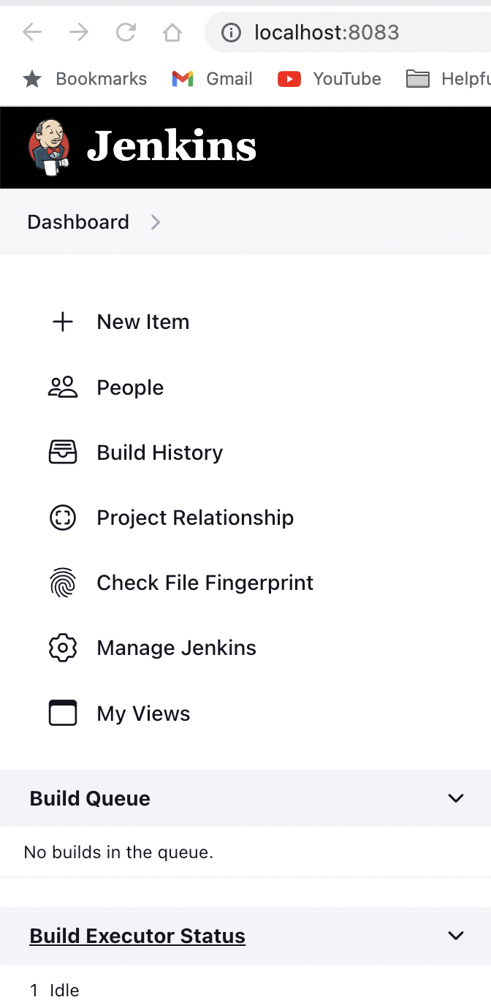 localhost:8083
Bookmarks Gmail YouTube Helpfu
Jenkins
Dashboard
New Item
People
Build History
Project Relationship
Check File Fingerprint
Manage Jenkins
My Views
Build Queue
No builds in the queue.
Build Executor Status
1 Idle